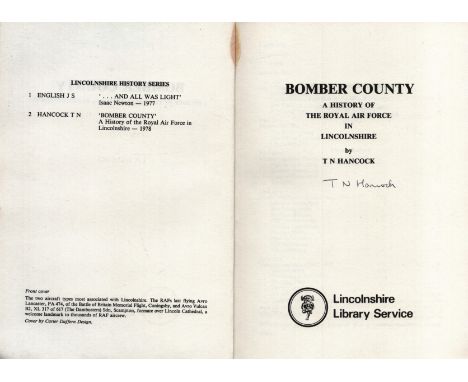 LINCOLNSHIRE HISTORY SERIES
1 ENGLISH J S '. . . AND ALL WAS LIGHT'
Isaac Newton — 1977
2 HANCOCK T N 'BOMBER COUNTY'
A History of the Royal Air Force in
Lincolnshire — 1978
Front cover
The two aircraft types most associated with Lincolnshire. The RAF's last flying Avro
Lancaster, PA 474, of the Battle of Britain Memorial Flight, Coningsby, and Avro Vulcan
B2, XL 317 of 617 (The Dambusters) Sdn, Scampton, formate over Lincoln Cathedral, a
welcome landmark to thousands of RAF aircrew.
Cover by Carter Design.
BOMBER COUNTY
A HISTORY OF
THE ROYAL AIR FORCE
IN
LINCOLNSHIRE
by
T N HANCOCK
T N Hancock
Lincolnshire
Library Service